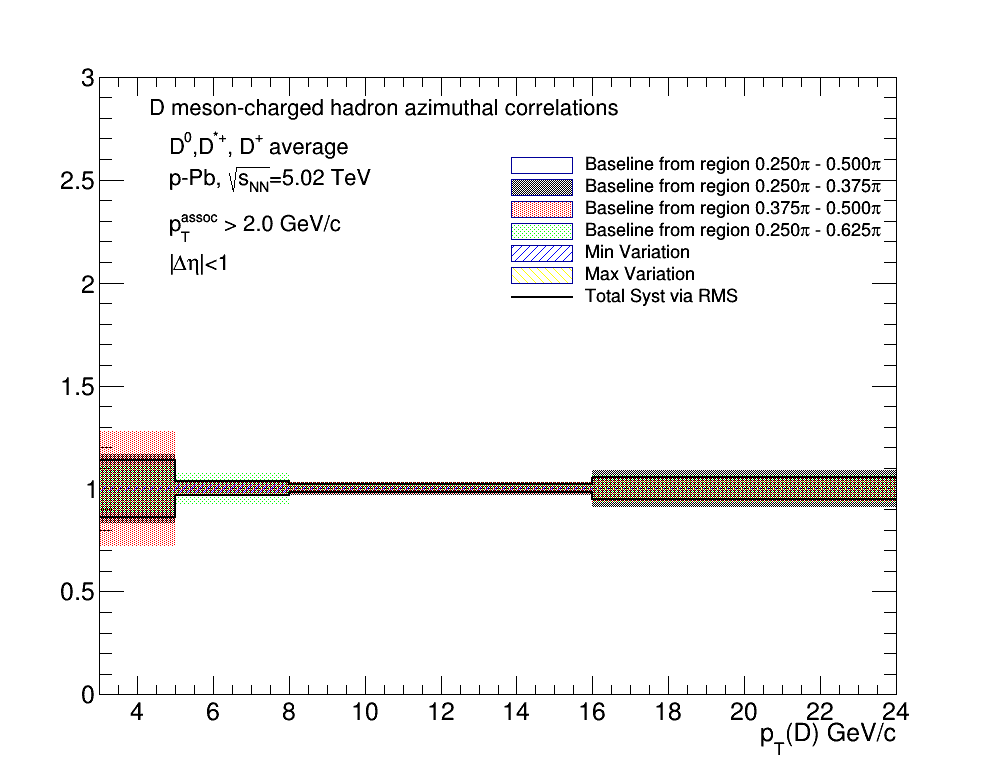 D meson-charged hadron azimuthal correlations
D⁰,D*⁺, D⁺ average
p-Pb, √sNN=5.02 TeV
pTassoc > 2.0 GeV/c
|Δη|<1
Baseline from region 0.250π - 0.500π
Baseline from region 0.250π - 0.375π
Baseline from region 0.375π - 0.500π
Baseline from region 0.250π - 0.625π
Min Variation
Max Variation
Total Syst via RMS
3
2.5
2
1.5
1
0.5
0
4 6 8 10 12 14 16 18 20 22 24
pT(D) GeV/c